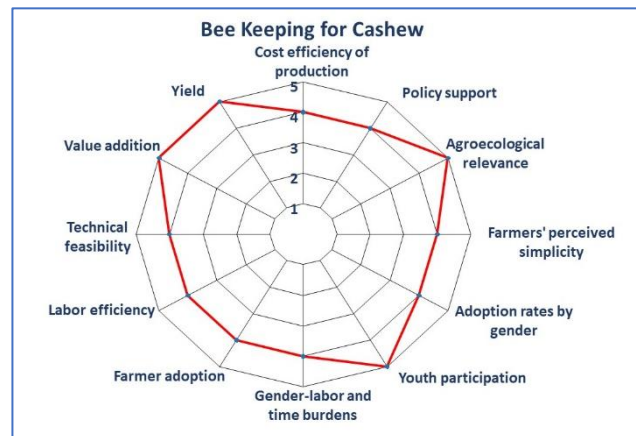 Bee Keeping for Cashew
Cost efficiency of
production
Policy support
Agroecological
relevance
Farmers' perceived
simplicity
Adoption rates by
gender
Youth participation
Gender-labor and
time burdens
Farmer adoption
Labor efficiency
Technical
feasibility
Value addition
Yield
5
4
3
2
1